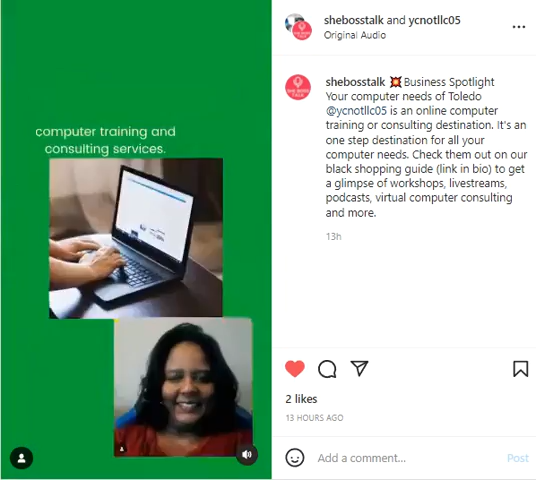 computer training and
consulting services.
shebosstalk and ycnotllc05
Original Audio
shebosstalk 💥Business Spotlight
Your computer needs of Toledo
@ycnotllc05 is an online computer
training or consulting destination. It's an
one step destination for all your
computer needs. Check them out on our
black shopping guide (link in bio) to get
a glimpse of workshops, livestreams,
podcasts, virtual computer consulting
and more.
13h
2 likes
13 HOURS AGO
Add a comment...
Post